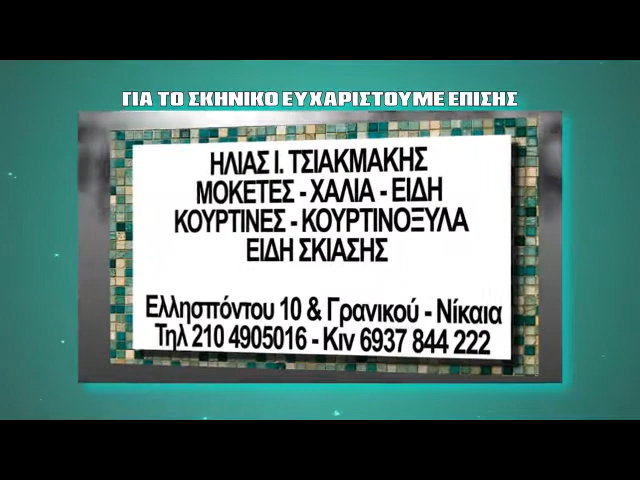 ΓΙΑ ΤΟ ΣΚΗΝΙΚΟ ΕΥΧΑΡΙΣΤΟΥΜΕ ΕΠΙΣΗΣ
ΗΛΙΑΣ Ι. ΤΣΙΑΚΜΑΚΗΣ
ΜΟΚΕΤΕΣ - ΧΑΛΙΑ - ΕΙΔΗ
ΚΟΥΡΤΙΝΕΣ - ΚΟΥΡΤΙΝΟΞΥΛΑ
ΕΙΔΗ ΣΚΙΑΣΗΣ
Ελλησπόντου 10 & Γρανικού - Νίκαια
Τηλ 210 4905016 - Κιν 6937 844 222